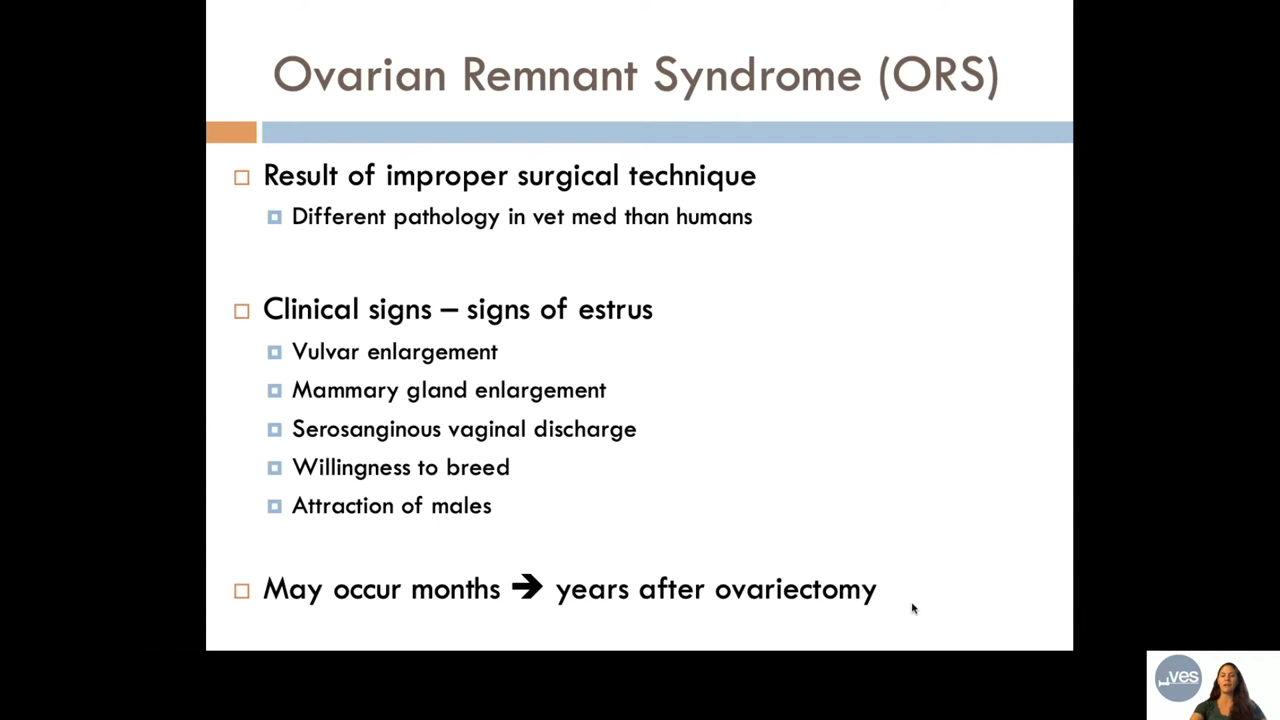 Ovarian Remnant Syndrome (ORS)
Result of improper surgical technique
Different pathology in vet med than humans
Clinical signs – signs of estrus
Vulvar enlargement
Mammary gland enlargement
Serosanginous vaginal discharge
Willingness to breed
Attraction of males
May occur months ➔ years after ovariectomy
ves